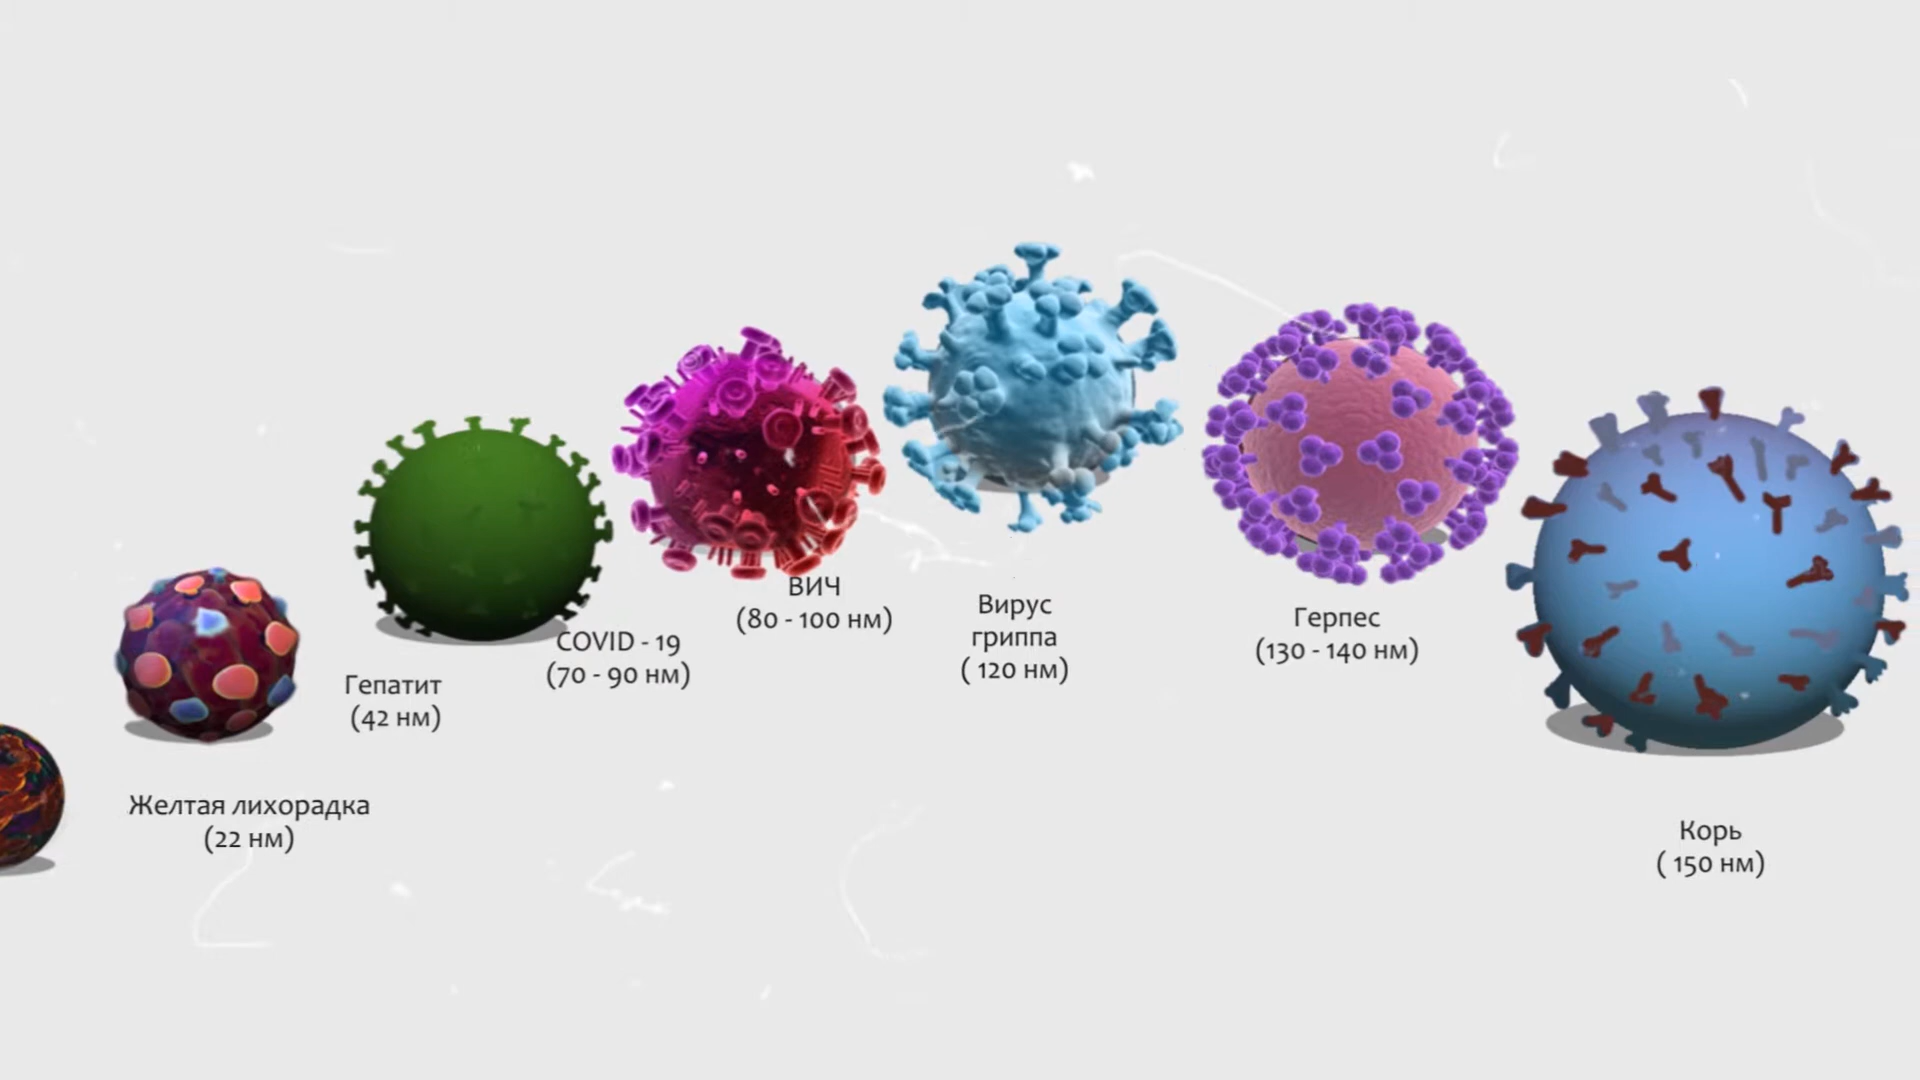 Желтая лихорадка
(22 нм)
Гепатит
(42 нм)
COVID - 19
(70 - 90 нм)
ВИЧ
(80 - 100 нм)
Вирус
гриппа
( 120 нм)
Герпес
(130 - 140 нм)
Корь
( 150 нм)